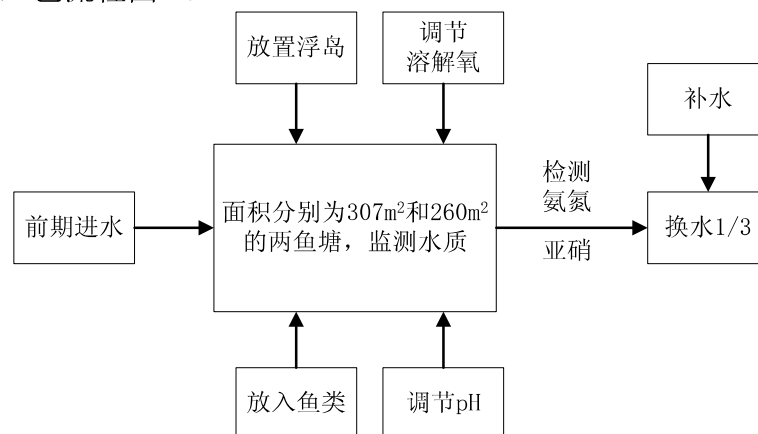 放置浮岛
调节
溶解氧
补水
检测
氨氮
前期进水
面积分别为307m²和260m²
的两鱼塘，监测水质
换水1/3
亚硝
放入鱼类
调节pH